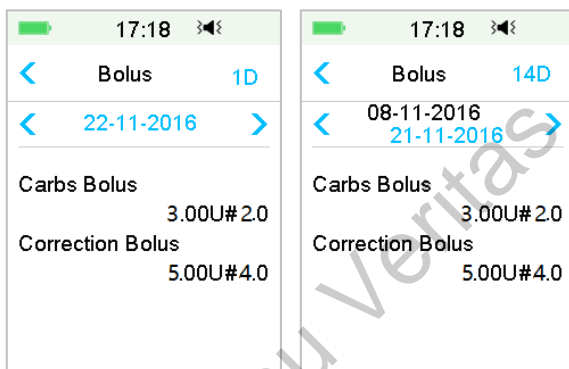 17:18
Bolus 1D
22-11-2016
Carbs Bolus
3.00U#2.0
Correction Bolus
5.00U#4.0
17:18
Bolus 14D
08-11-2016
21-11-2016
Carbs Bolus
3.00U#2.0
Correction Bolus
5.00U#4.0
u Veritas